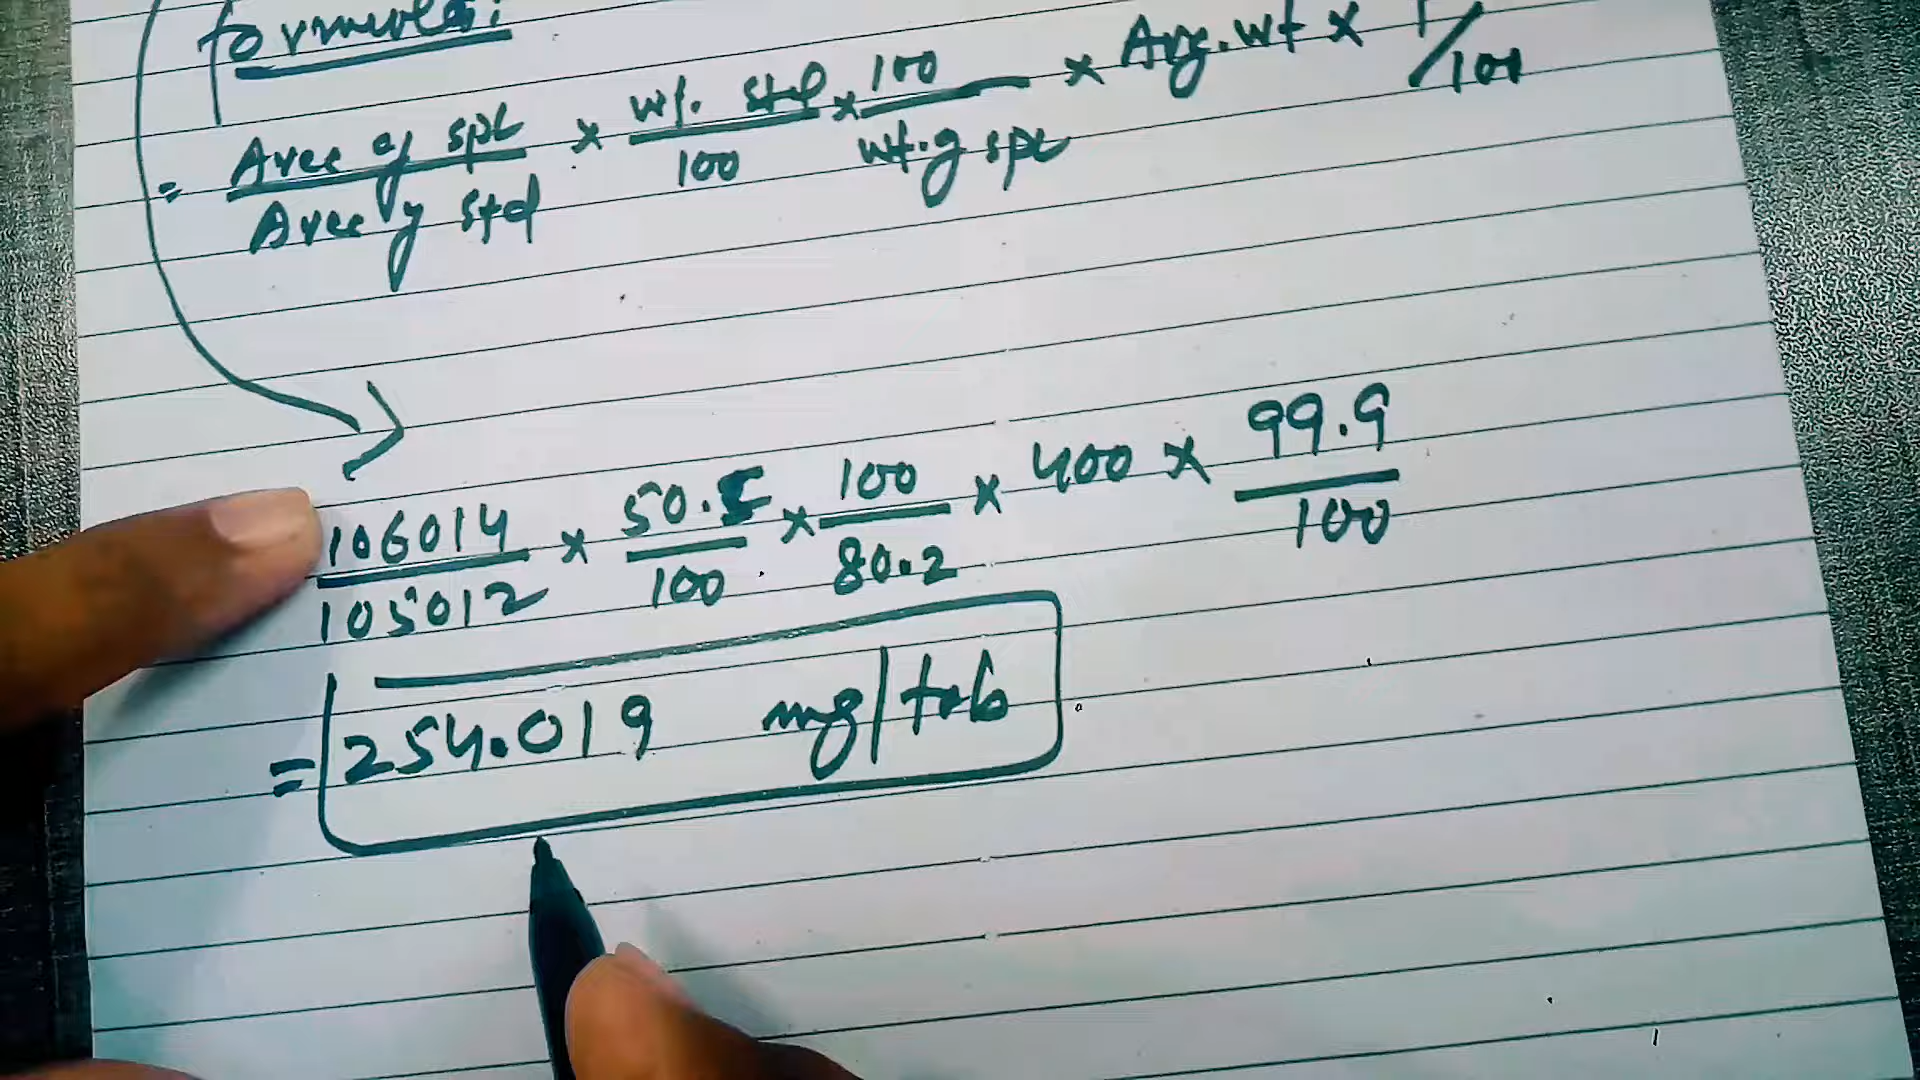 formula:
= Area of spl / Area of std × wt. std / 100 × 100 / wt. of spl × Avg. wt × P/100
106014 / 105012 × 50.5 / 100 × 100 / 80.2 × 400 × 99.9 / 100
= 254.019 mg/tab